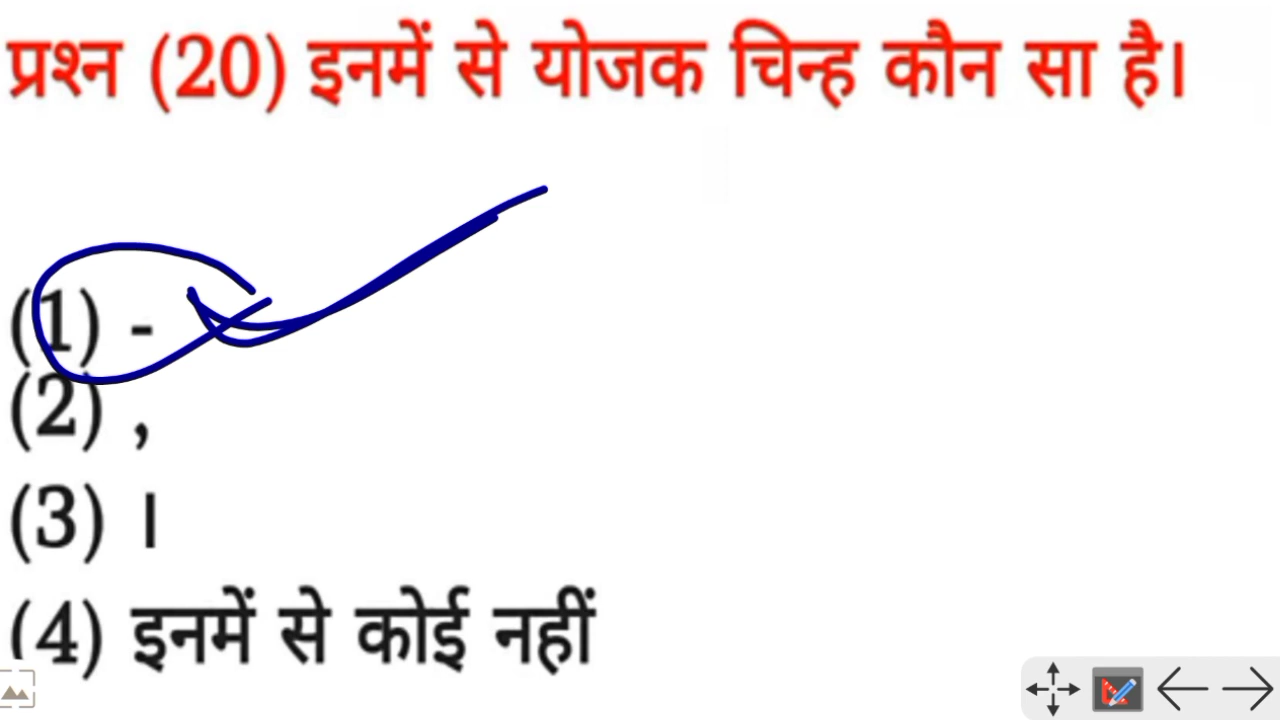 प्रश्न (20) इनमें से योजक चिन्ह कौन सा है।
(1) -
(2) ,
(3) ।
(4) इनमें से कोई नहीं